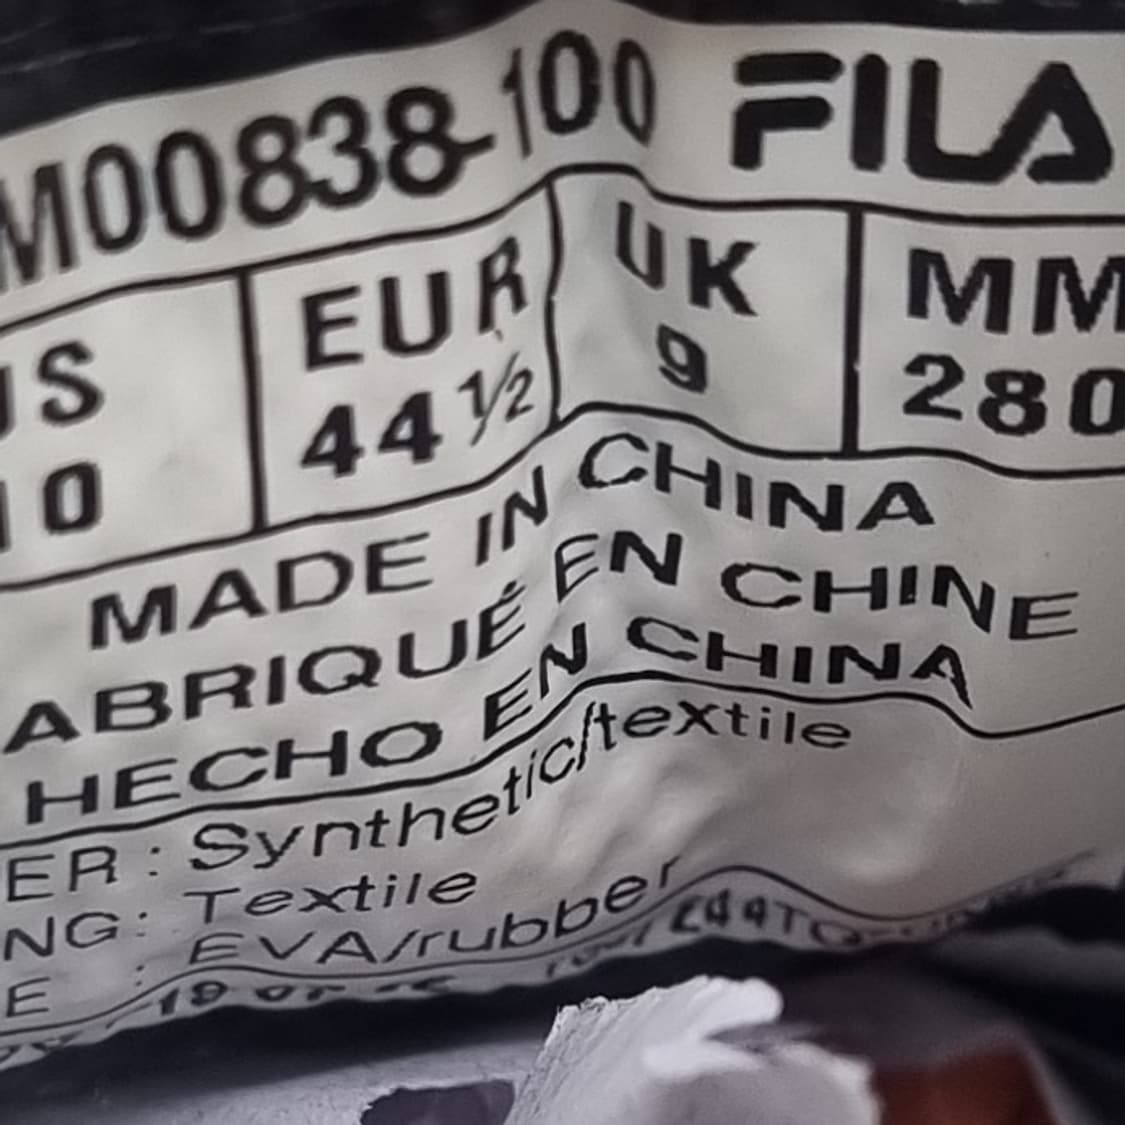 M00838-100 FILA
US EUR UK MM
10 44½ 9 280
MADE IN CHINA
ABRIQUÉ EN CHINE
HECHO EN CHINA
ER : Synthetic/textile
NG: Textile
E : EVA/rubber